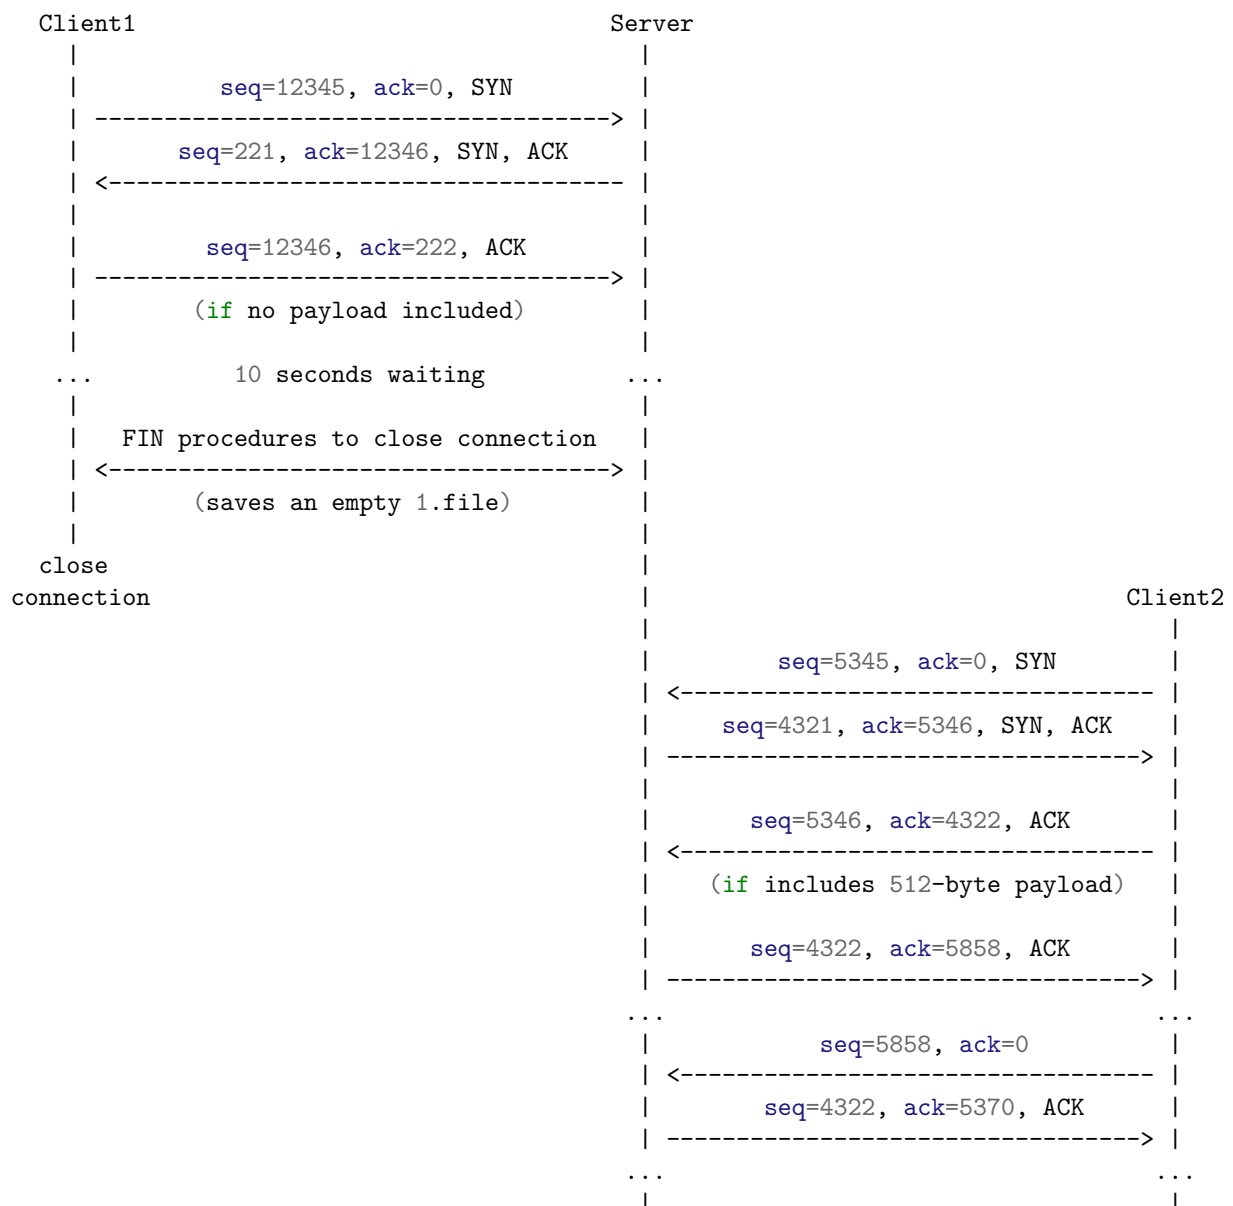 Client1 Server
| |
| seq=12345, ack=0, SYN |
| -------------------------------------> |
| seq=221, ack=12346, SYN, ACK |
| <------------------------------------- |
| |
| seq=12346, ack=222, ACK |
| -------------------------------------> |
| (if no payload included) |
| |
... 10 seconds waiting ...
| |
| FIN procedures to close connection |
| <------------------------------------> |
| (saves an empty 1.file) |
| |
close |
connection | Client2
| |
| seq=5345, ack=0, SYN |
| <---------------------------------- |
| seq=4321, ack=5346, SYN, ACK |
| ----------------------------------> |
| |
| seq=5346, ack=4322, ACK |
| <---------------------------------- |
| (if includes 512-byte payload) |
| |
| seq=4322, ack=5858, ACK |
| ----------------------------------> |
... ...
| seq=5858, ack=0 |
| <---------------------------------- |
| seq=4322, ack=5370, ACK |
| ----------------------------------> |
... ...
| |